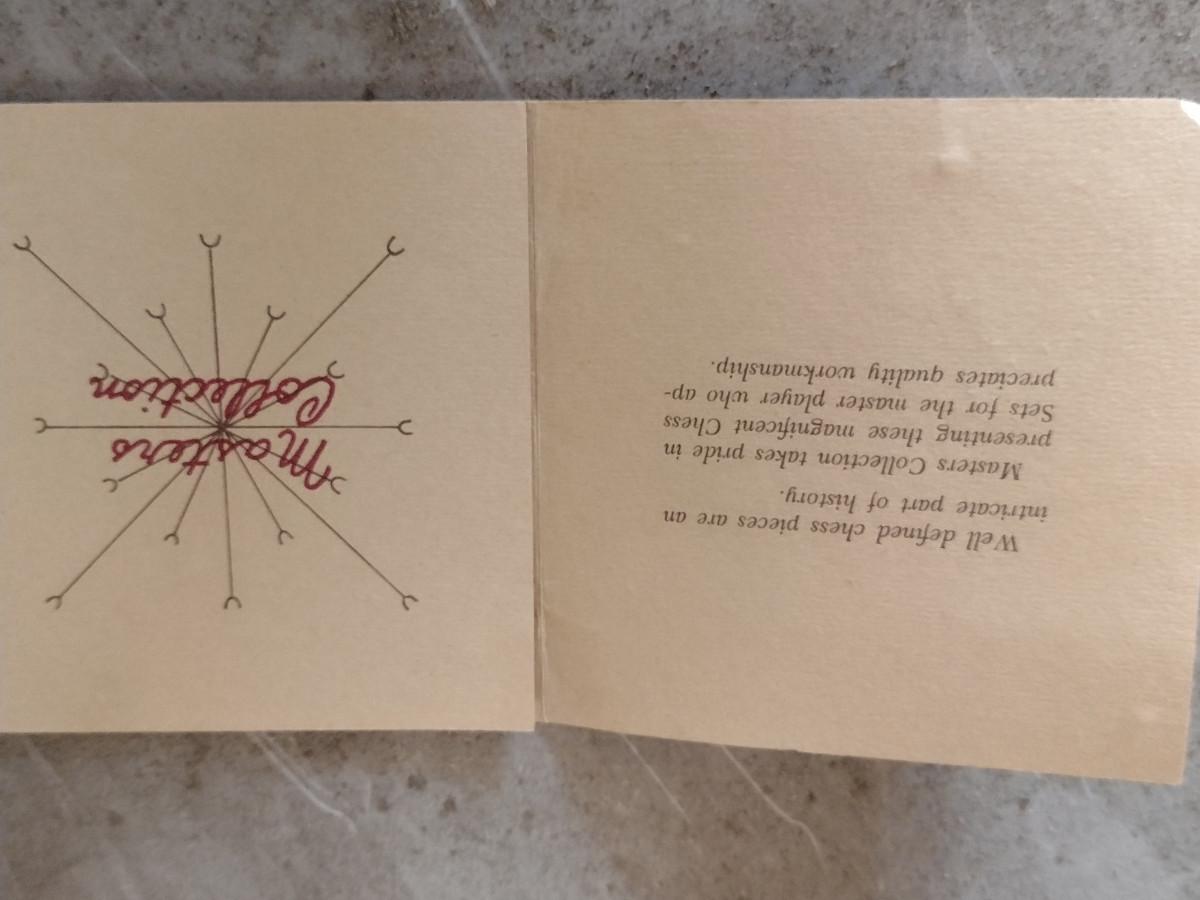 Well defined chess pieces are an
intricate part of history.
Masters Collection takes pride in
presenting these magnificent Chess
Sets for the master player who ap-
preciates quality workmanship.
Masters
Collection